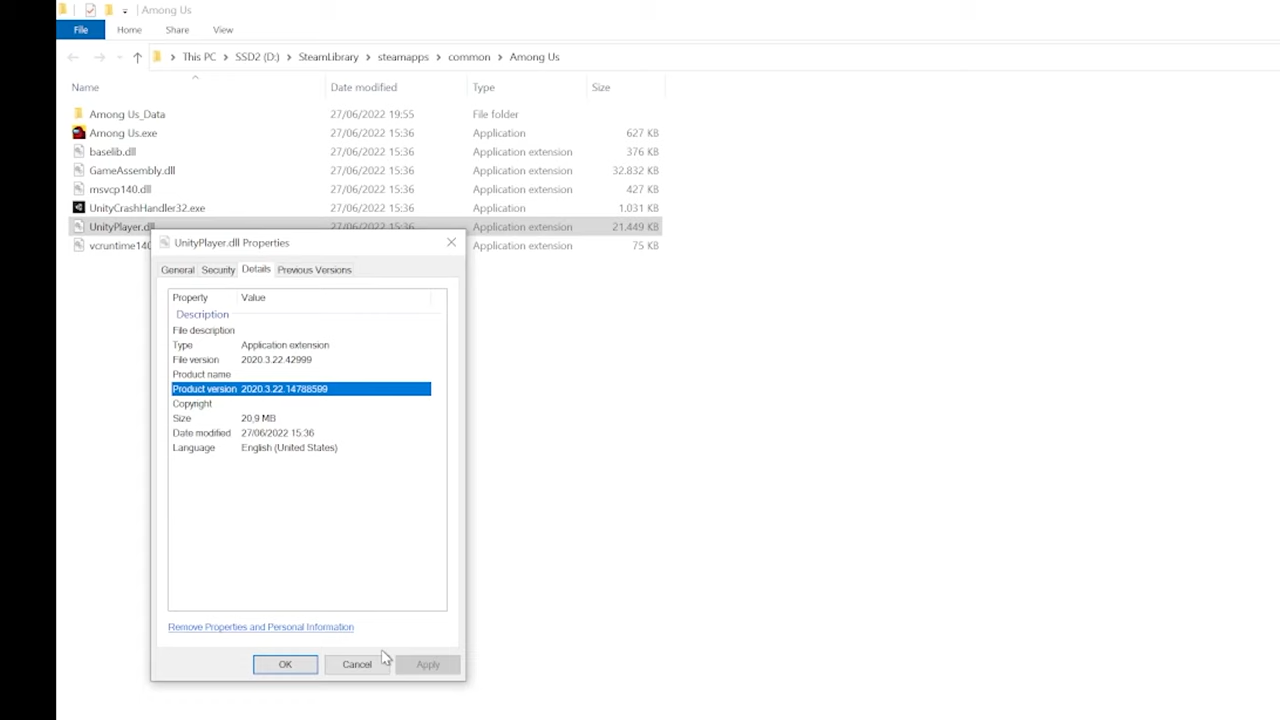 Among Us
File Home Share View
This PC SSD2 (D:) SteamLibrary steamapps common Among Us
Name Date modified Type Size
Among Us_Data 27/06/2022 19:55 File folder
Among Us.exe 27/06/2022 15:36 Application 627 KB
baselib.dll 27/06/2022 15:36 Application extension 376 KB
GameAssembly.dll 27/06/2022 15:36 Application extension 32.832 KB
msvcp140.dll 27/06/2022 15:36 Application extension 427 KB
UnityCrashHandler32.exe 27/06/2022 15:36 Application 1.031 KB
UnityPlayer.dll 27/06/2022 15:36 Application extension 21.449 KB
vcruntime140 Application extension 75 KB
UnityPlayer.dll Properties
General Security Details Previous Versions
Property Value
Description
File description
Type Application extension
File version 2020.3.22.42999
Product name
Product version 2020.3.22.14788599
Copyright
Size 20,9 MB
Date modified 27/06/2022 15:36
Language English (United States)
Remove Properties and Personal Information
OK Cancel Apply